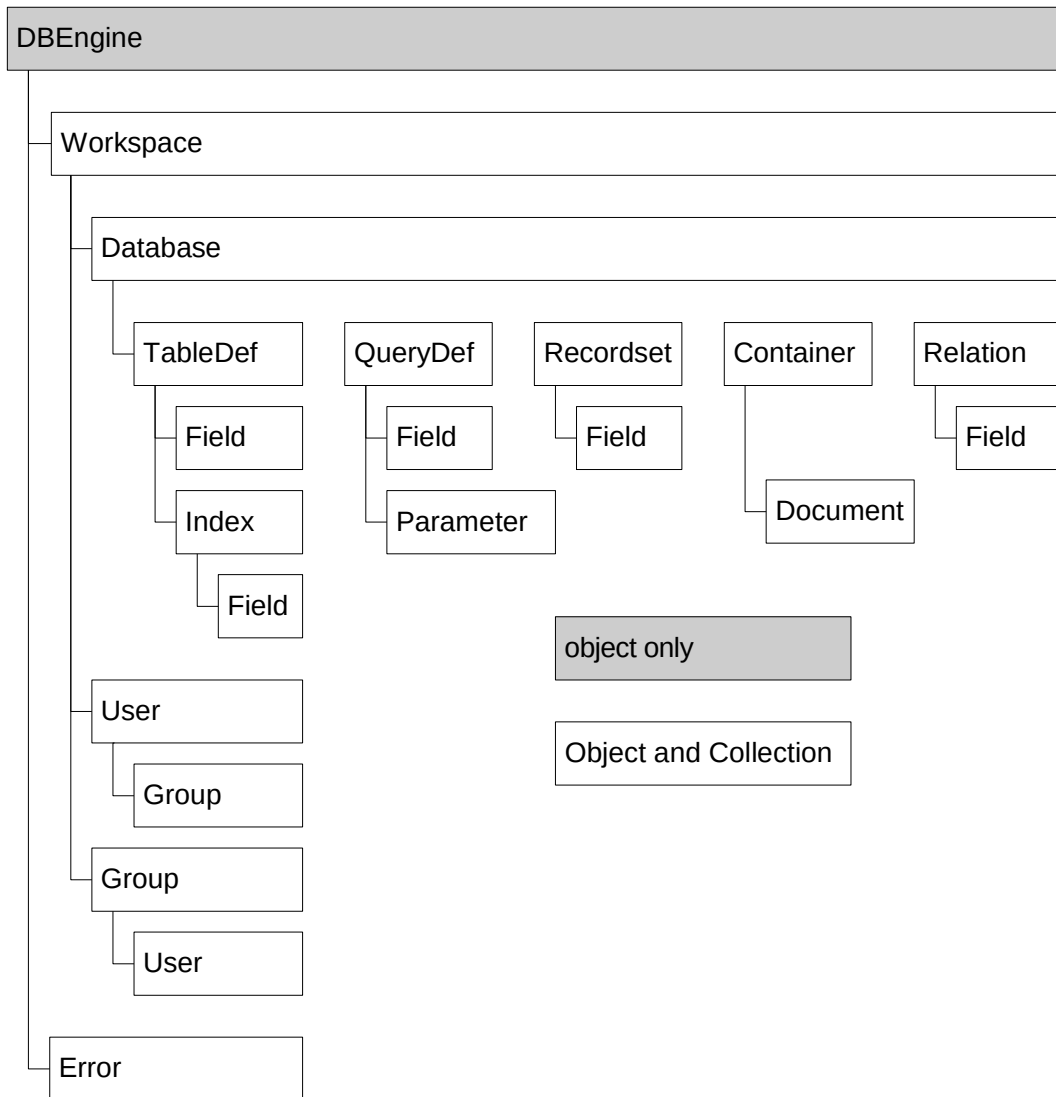 DBEngine
Workspace
Database
TableDef
QueryDef
Recordset
Container
Relation
Field
Field
Field
Field
Index
Parameter
Document
Field
object only
User
Object and Collection
Group
Group
User
Error